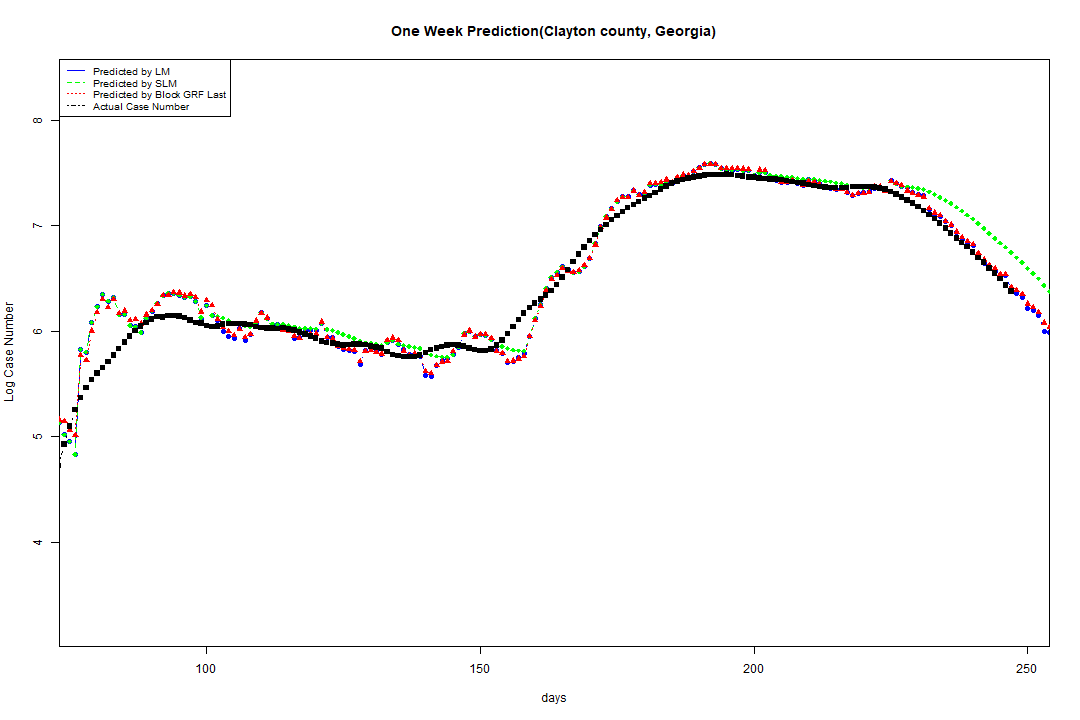 One Week Prediction(Clayton county, Georgia)
Predicted by LM
Predicted by SLM
Predicted by Block GRF Last
Actual Case Number
8
7
6
5
4
Log Case Number
100
150
200
250
days